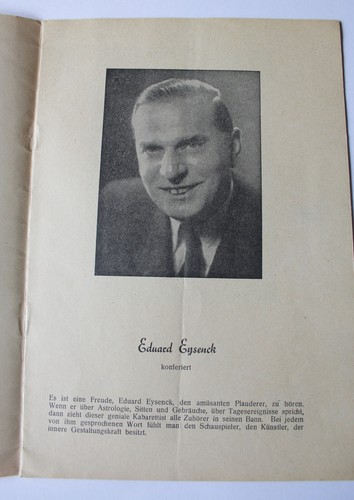 Eduard Eysenck
konferiert
Es ist eine Freude, Eduard Eysenck, den amüsanten Plauderer, zu hören.
Wenn er über Astrologie, Sitten und Gebräuche, über Tagesereignisse spricht,
dann zieht dieser geniale Kabarettist alle Zuhörer in seinen Bann. Bei jedem
von ihm gesprochenen Wort fühlt man den Schauspieler, den Künstler, der
innere Gestaltungskraft besitzt.